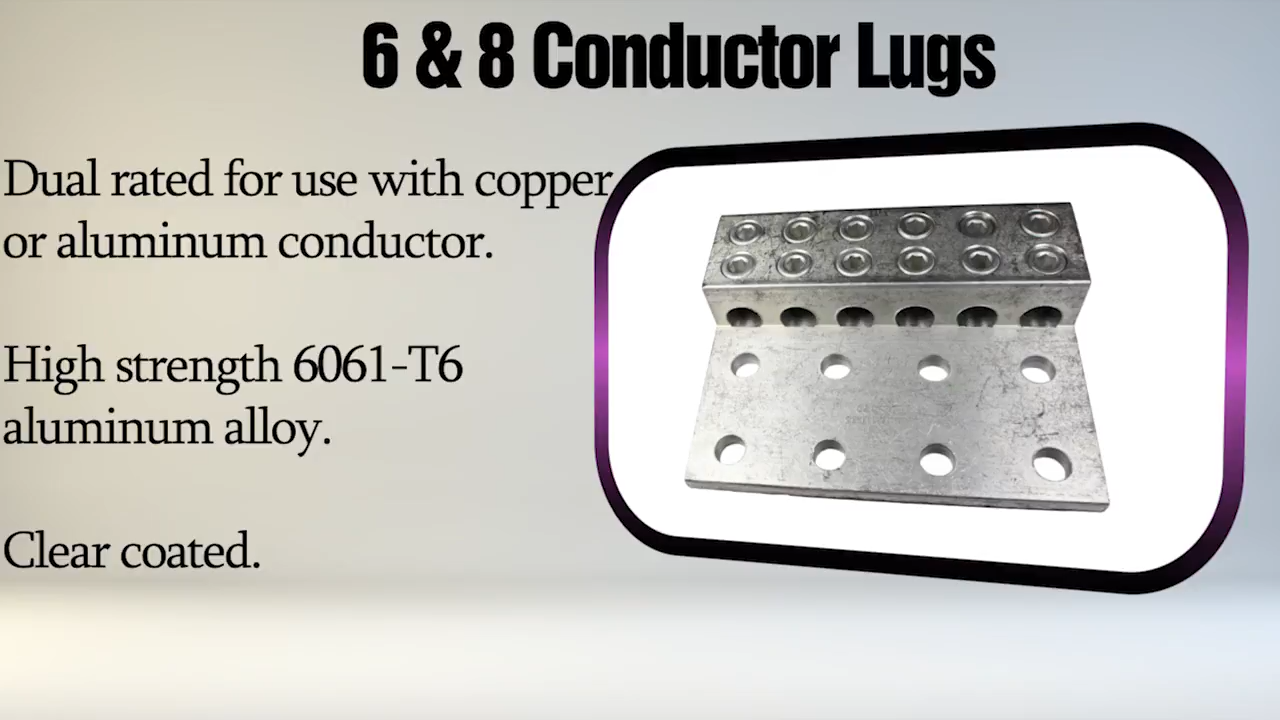 6 & 8 Conductor Lugs
Dual rated for use with copper
or aluminum conductor.
High strength 6061-T6
aluminum alloy.
Clear coated.